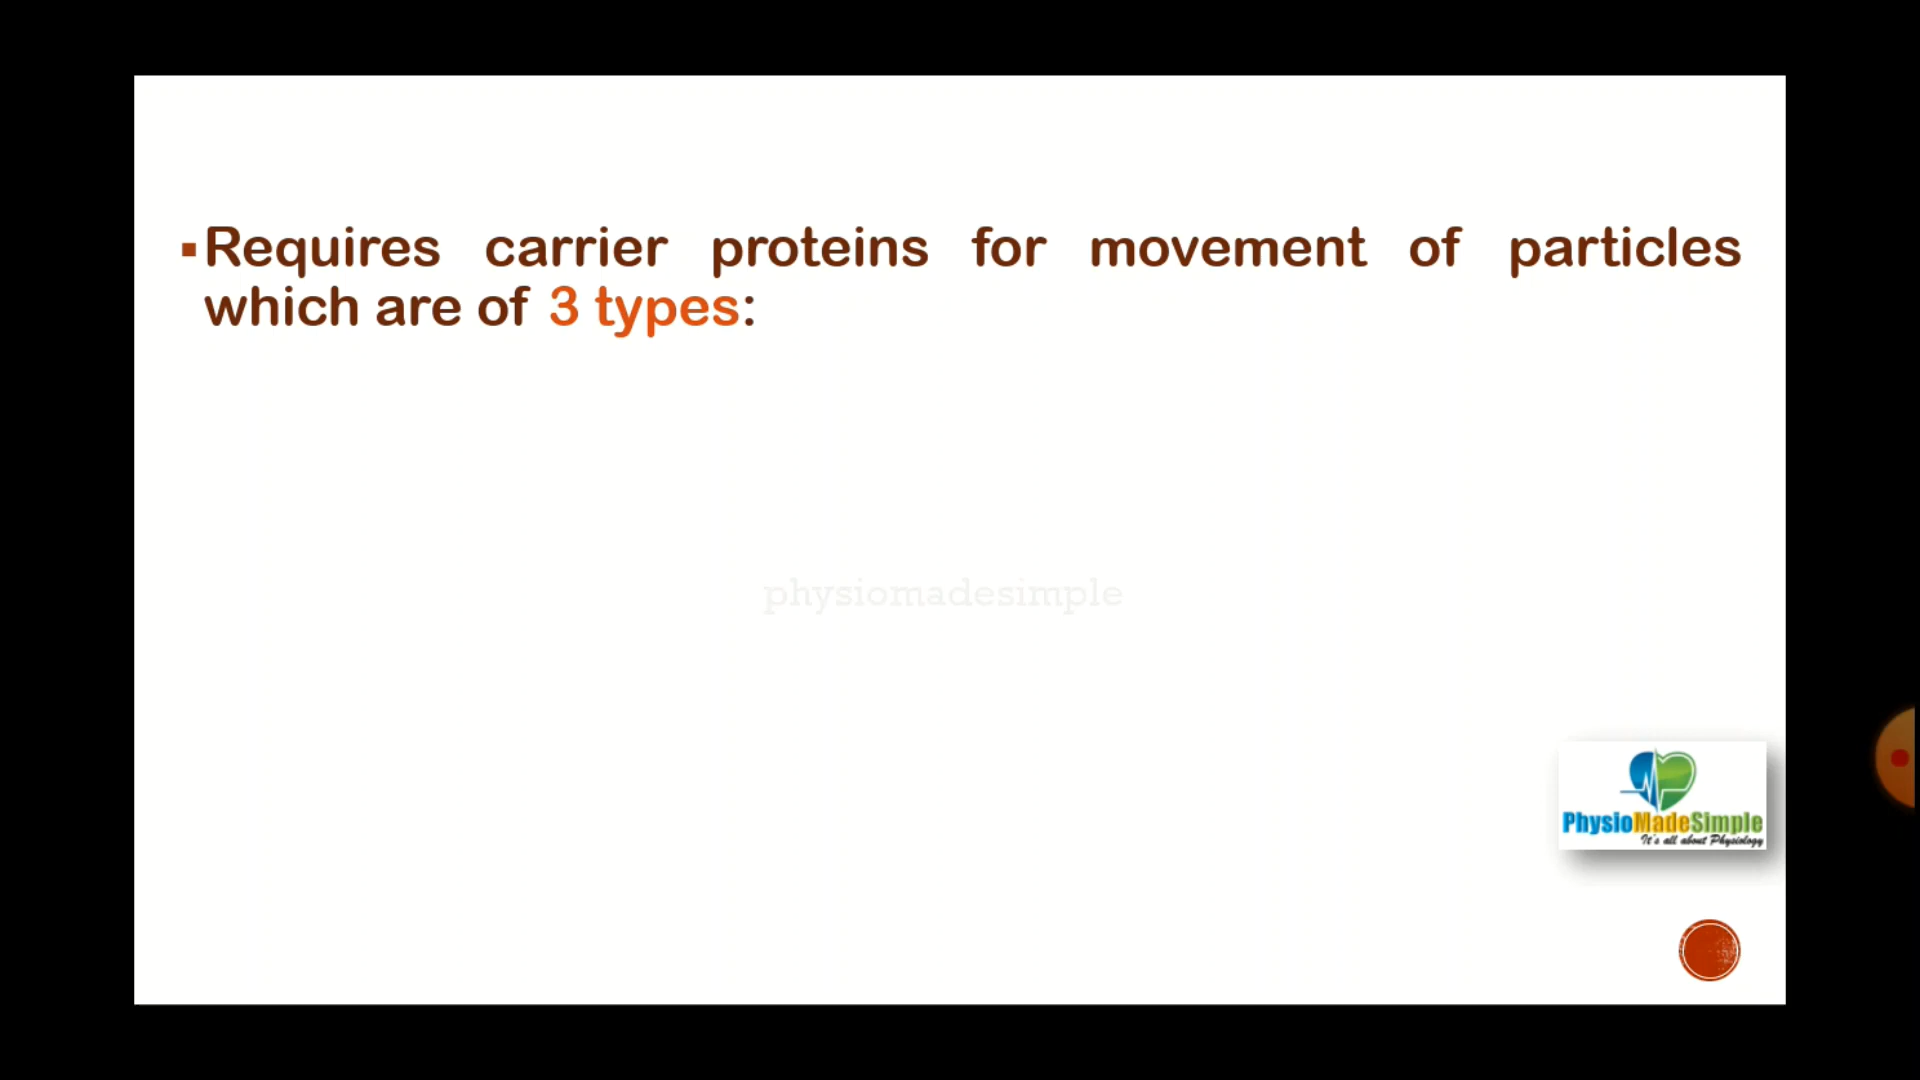 ▪Requires carrier proteins for movement of particles
which are of 3 types:
physiomadesimple
PhysioMadeSimple
It's all about Physiology